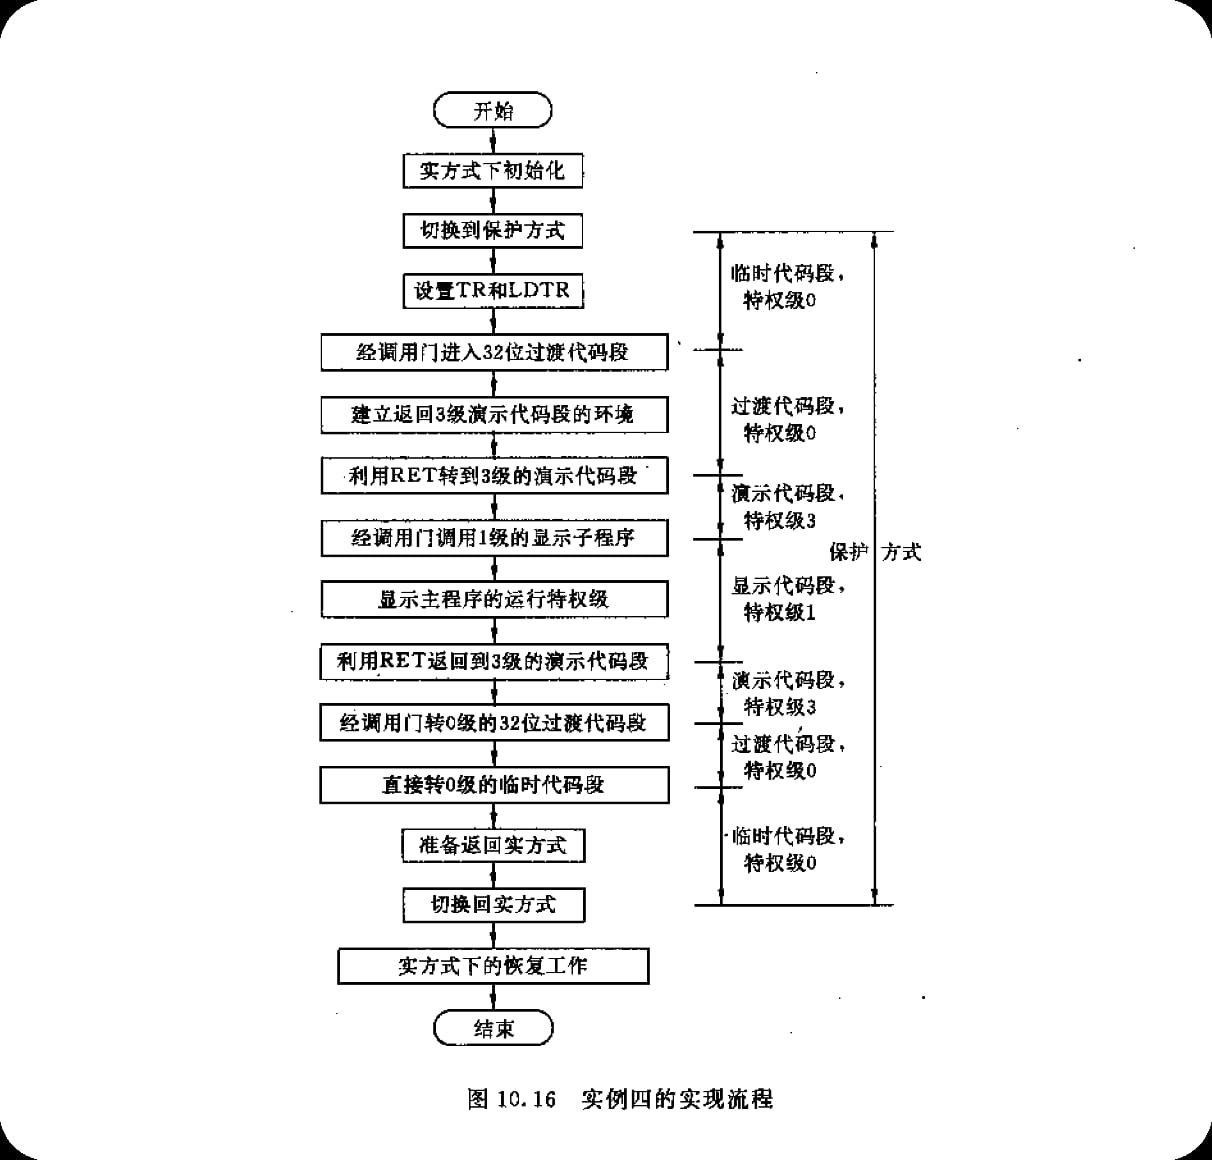 开始
实方式下初始化
切换到保护方式
设置TR和LDTR
经调用门进入32位过渡代码段
建立返回3级演示代码段的环境
利用RET转到3级的演示代码段
经调用门调用1级的显示子程序
显示主程序的运行特权级
利用RET返回到3级的演示代码段
经调用门转0级的32位过渡代码段
直接转0级的临时代码段
准备返回实方式
切换回实方式
实方式下的恢复工作
结束
临时代码段，
特权级0
过渡代码段，
特权级0
演示代码段，
特权级3
显示代码段，
特权级1
演示代码段，
特权级3
过渡代码段，
特权级0
临时代码段，
特权级0
保护方式
图 10.16 实例四的实现流程